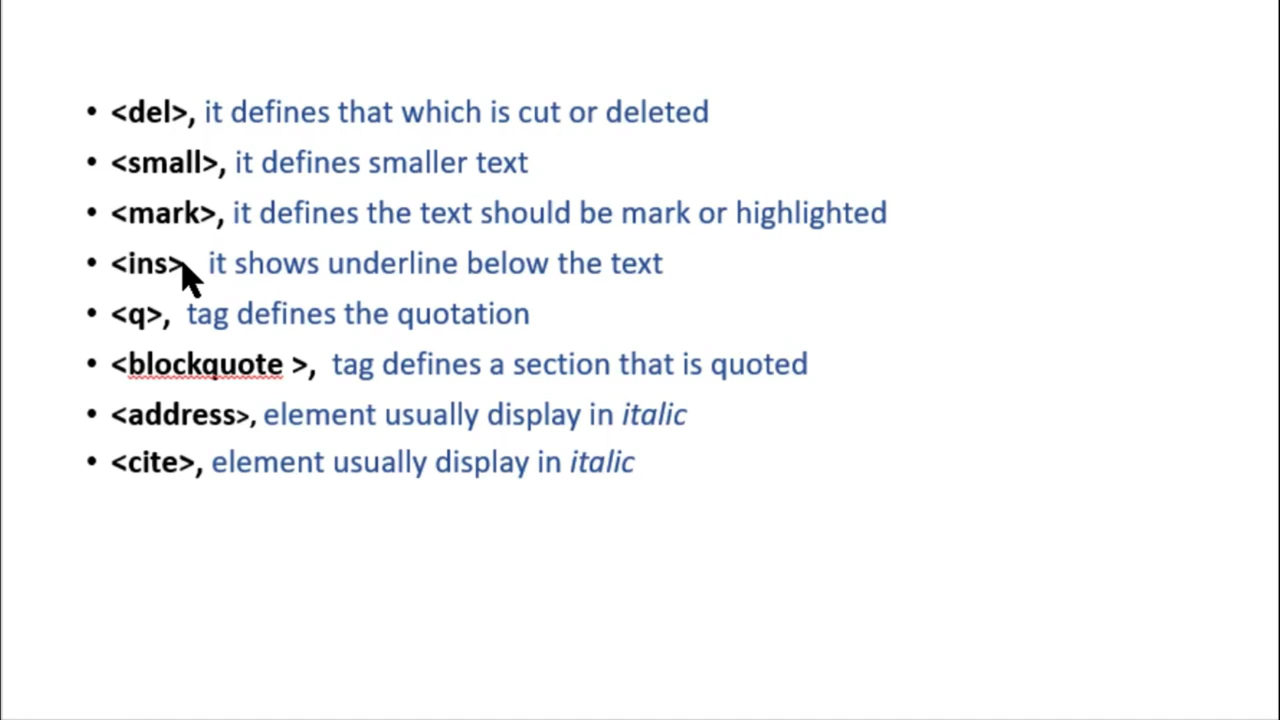 • <del>, it defines that which is cut or deleted
• <small>, it defines smaller text
• <mark>, it defines the text should be mark or highlighted
• <ins>, it shows underline below the text
• <q>, tag defines the quotation
• <blockquote >, tag defines a section that is quoted
• <address>, element usually display in italic
• <cite>, element usually display in italic